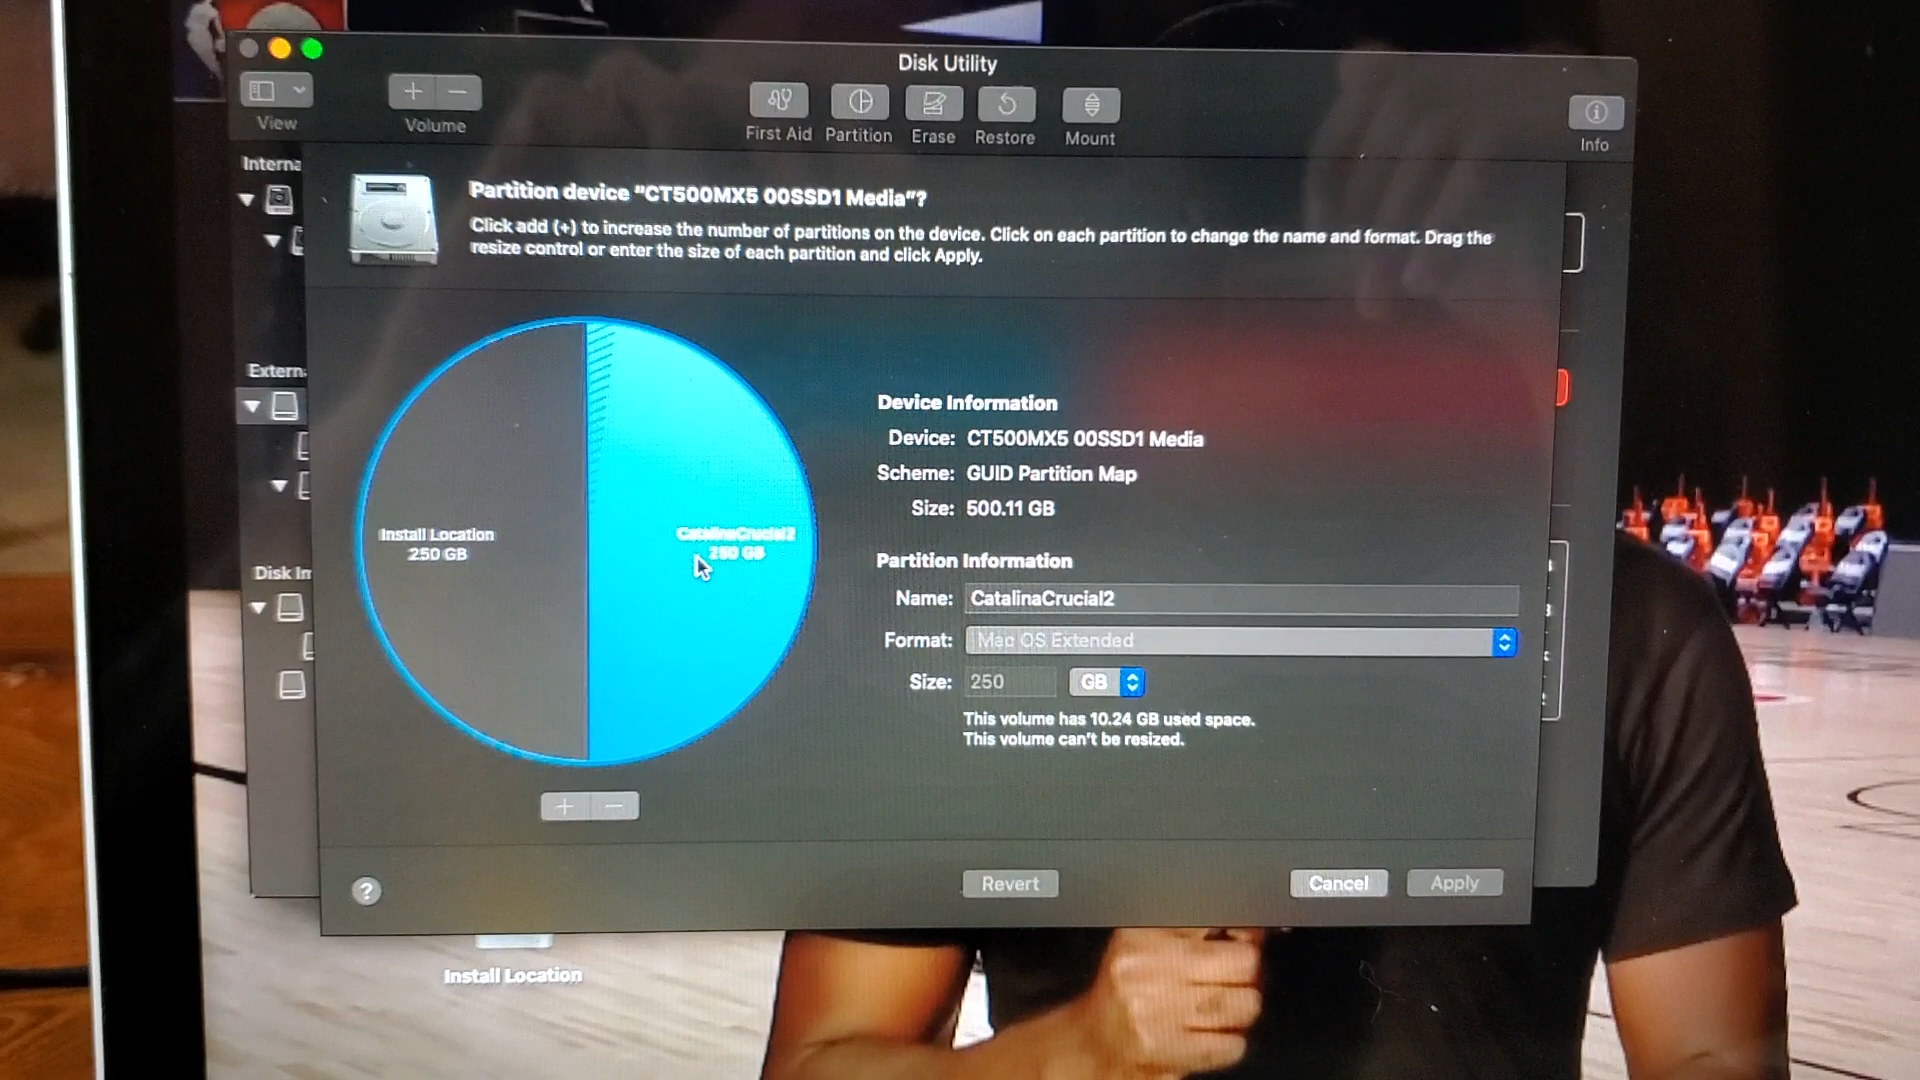 Disk Utility
View
Volume
First Aid
Partition
Erase
Restore
Mount
Info
Interna
Partition device "CT500MX5 00SSD1 Media"?
Click add (+) to increase the number of partitions on the device. Click on each partition to change the name and format. Drag the
resize control or enter the size of each partition and click Apply.
Extern
Disk Im
Install Location
250 GB
CatalinaCrucial2
250 GB
Device Information
Device: CT500MX5 00SSD1 Media
Scheme: GUID Partition Map
Size: 500.11 GB
Partition Information
Name: CatalinaCrucial2
Format: Mac OS Extended
Size: 250 GB
This volume has 10.24 GB used space.
This volume can't be resized.
?
Revert
Cancel
Apply
Install Location